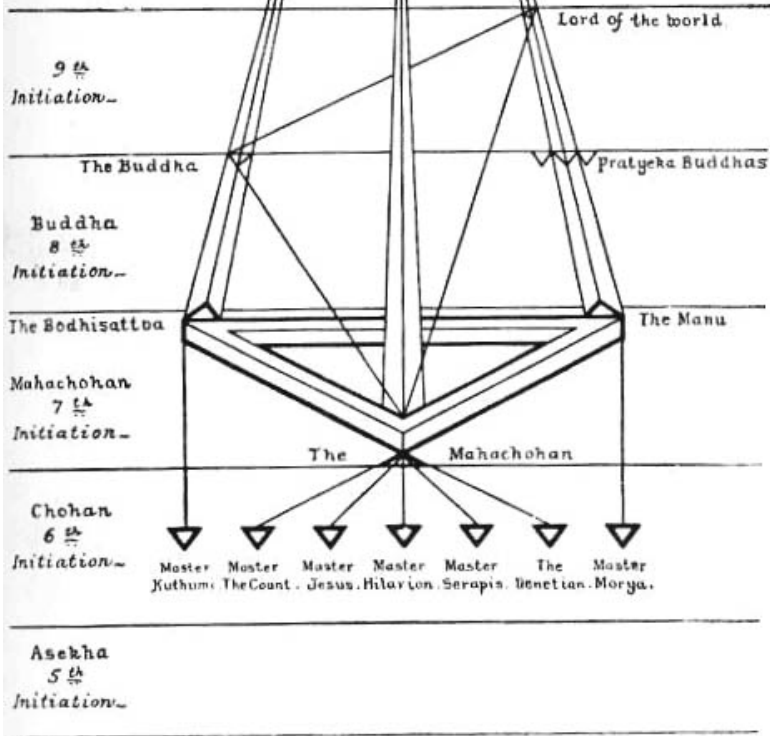 Lord of the World
9 th
Initiation
The Buddha
Pratyeka Buddhas
Buddha
8 th
Initiation
The Bodhisattva
The Manu
Mahachohan
7 th
Initiation
The Mahachohan
Chohan
6 th
Initiation
Master Master Master Master Master The Master
Kuthumi. The Count. Jesus. Hilarion. Serapis. Venetian. Morya.
Asekha
5 th
Initiation